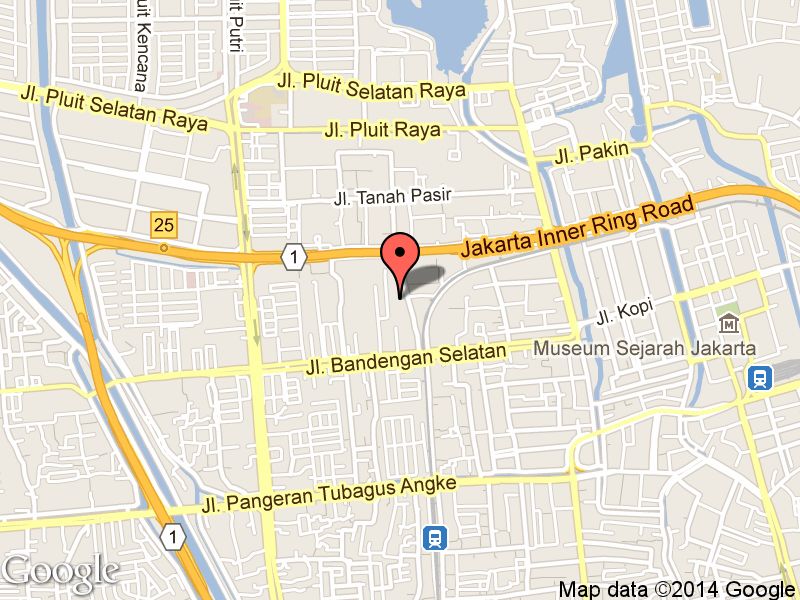 Pluit Kencana
Pluit Putri
Jl. Pluit Selatan Raya
Jl. Pluit Selatan Raya
Jl. Pluit Raya
Jl. Pakin
Jl. Tanah Pasir
25
1
Jakarta Inner Ring Road
Jl. Kopi
M
Museum Sejarah Jakarta
Jl. Bandengan Selatan
Jl. Pangeran Tubagus Angke
1
Google
Map data ©2014 Google